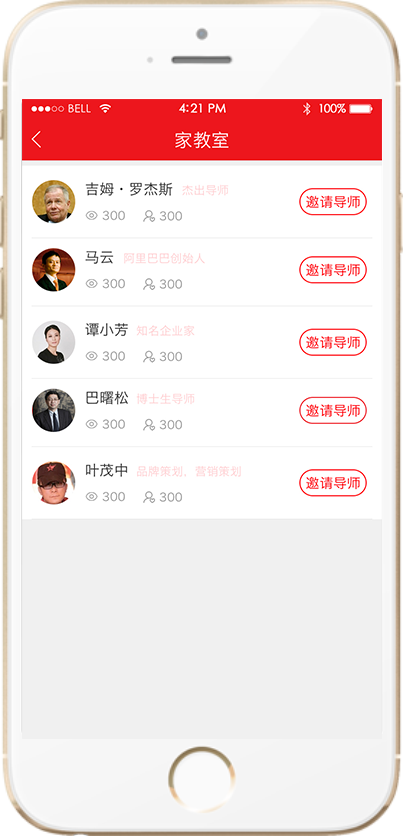 BELL 4:21 PM 100%
家教室
吉姆·罗杰斯 杰出导师
300 300
邀请导师
马云 阿里巴巴创始人
300 300
邀请导师
谭小芳 知名企业家
300 300
邀请导师
巴曙松 博士生导师
300 300
邀请导师
叶茂中 品牌策划、营销策划
300 300
邀请导师